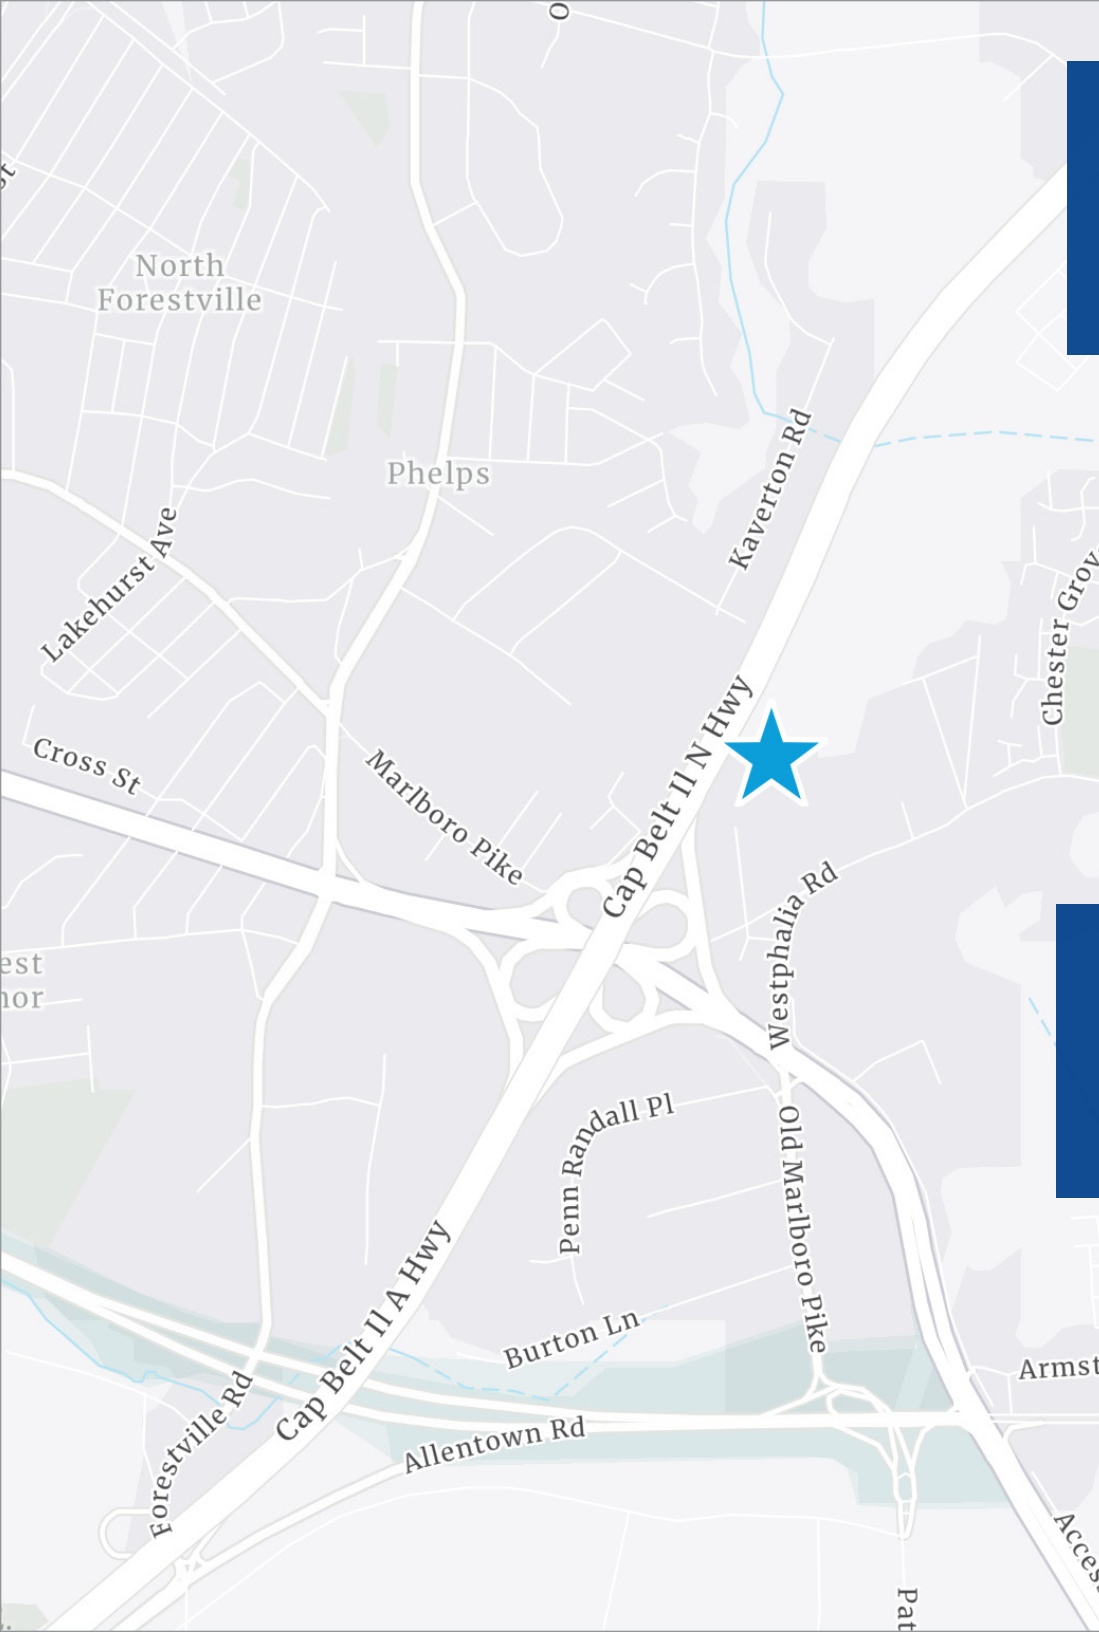 O
St
North
Forestville
Phelps
Kaverton Rd
Lakehurst Ave
Chester Grov
Cross St
Marlboro Pike
Cap Belt Il N Hwy
Westphalia Rd
est
nor
Penn Randall Pl
Old Marlboro Pike
Cap Belt Il A Hwy
Burton Ln
Armst
Forestville Rd
Allentown Rd
Acces
Pat